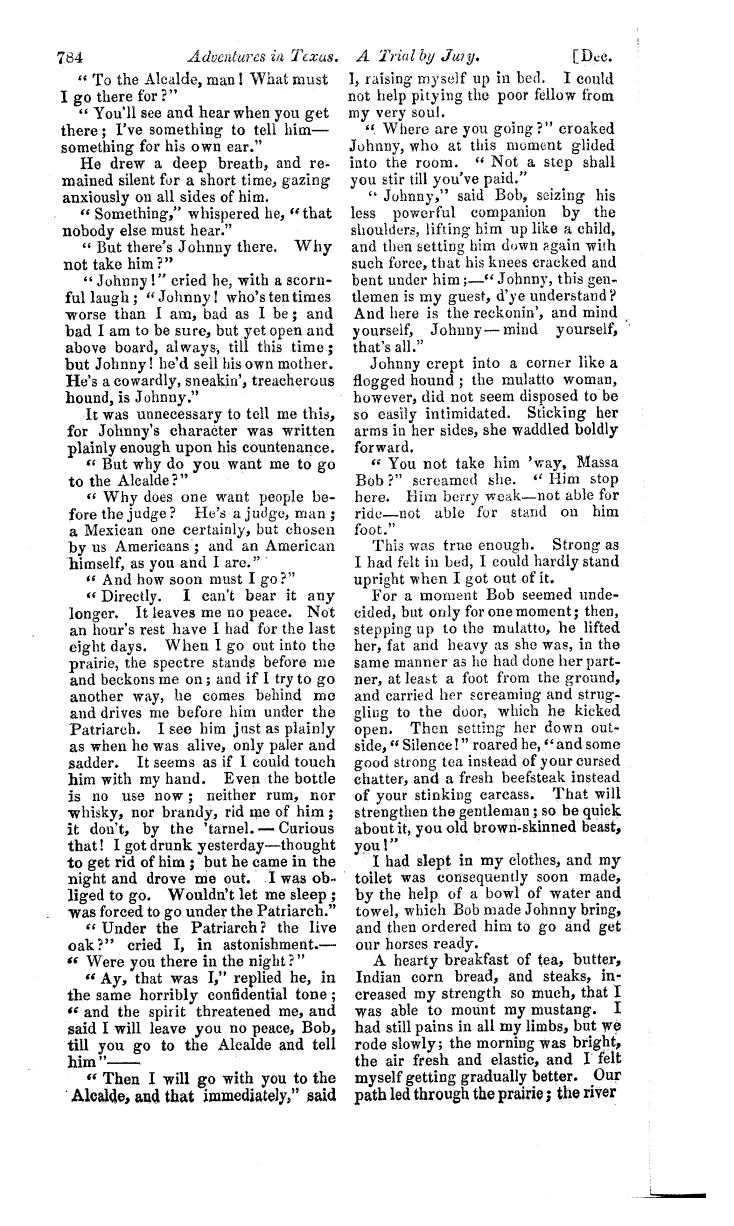 784 Adventures in Texas. A Trial by Jury. [Dec.
“ To the Alcalde, man! What must
I go there for?”
“ You'll see and hear when you get
there; I've something to tell him—
something for his own ear.”
He drew a deep breath, and re-
mained silent for a short time, gazing
anxiously on all sides of him.
“ Something,” whispered he, “that
nobody else must hear.”
“ But there's Johnny there. Why
not take him?”
“ Johnny!” cried he, with a scorn-
ful laugh; “ Johnny! who's ten times
worse than I am, bad as I be; and
bad I am to be sure, but yet open and
above board, always, till this time;
but Johnny! he'd sell his own mother.
He's a cowardly, sneakin', treacherous
hound, is Johnny.”
It was unnecessary to tell me this,
for Johnny's character was written
plainly enough upon his countenance.
“ But why do you want me to go
to the Alcalde?”
“ Why does one want people be-
fore the judge? He's a judge, man;
a Mexican one certainly, but chosen
by us Americans; and an American
himself, as you and I are.”
“ And how soon must I go?”
“ Directly. I can't bear it any
longer. It leaves me no peace. Not
an hour's rest have I had for the last
eight days. When I go out into the
prairie, the spectre stands before me
and beckons me on; and if I try to go
another way, he comes behind me
and drives me before him under the
Patriarch. I see him just as plainly
as when he was alive, only paler and
sadder. It seems as if I could touch
him with my hand. Even the bottle
is no use now; neither rum, nor
whisky, nor brandy, rid me of him;
it don't, by the 'tarnel.—Curious
that! I got drunk yesterday—thought
to get rid of him; but he came in the
night and drove me out. I was ob-
liged to go. Wouldn't let me sleep;
was forced to go under the Patriarch.”
“ Under the Patriarch? the live
oak?” cried I, in astonishment.—
“ Were you there in the night?”
“ Ay, that was I,” replied he, in
the same horribly confidential tone;
“ and the spirit threatened me, and
said I will leave you no peace, Bob,
till you go to the Alcalde and tell
him”——
“ Then I will go with you to the
Alcalde, and that immediately,” said
I, raising myself up in bed. I could
not help pitying the poor fellow from
my very soul.
“ Where are you going?” croaked
Johnny, who at this moment glided
into the room. “ Not a step shall
you stir till you've paid.”
“ Johnny,” said Bob, seizing his
less powerful companion by the
shoulders, lifting him up like a child,
and then setting him down again with
such force, that his knees cracked and
bent under him;—“ Johnny, this gen-
tlemen is my guest, d'ye understand?
And here is the reckonin', and mind
yourself, Johnny—mind yourself,
that's all.”
Johnny crept into a corner like a
flogged hound; the mulatto woman,
however, did not seem disposed to be
so easily intimidated. Sticking her
arms in her sides, she waddled boldly
forward.
“ You not take him 'way, Massa
Bob?” screamed she. “ Him stop
here. Him berry weak—not able for
ride—not able for stand on him
foot.”
This was true enough. Strong as
I had felt in bed, I could hardly stand
upright when I got out of it.
For a moment Bob seemed unde-
cided, but only for one moment; then,
stepping up to the mulatto, he lifted
her, fat and heavy as she was, in the
same manner as he had done her part-
ner, at least a foot from the ground,
and carried her screaming and strug-
gling to the door, which he kicked
open. Then setting her down out-
side, “ Silence!” roared he, “and some
good strong tea instead of your cursed
chatter, and a fresh beefsteak instead
of your stinking carcass. That will
strengthen the gentleman; so be quick
about it, you old brown-skinned beast,
you!”
I had slept in my clothes, and my
toilet was consequently soon made,
by the help of a bowl of water and
towel, which Bob made Johnny bring,
and then ordered him to go and get
our horses ready.
A hearty breakfast of tea, butter,
Indian corn bread, and steaks, in-
creased my strength so much, that I
was able to mount my mustang. I
had still pains in all my limbs, but we
rode slowly; the morning was bright,
the air fresh and elastic, and I felt
myself getting gradually better. Our
path led through the prairie; the river